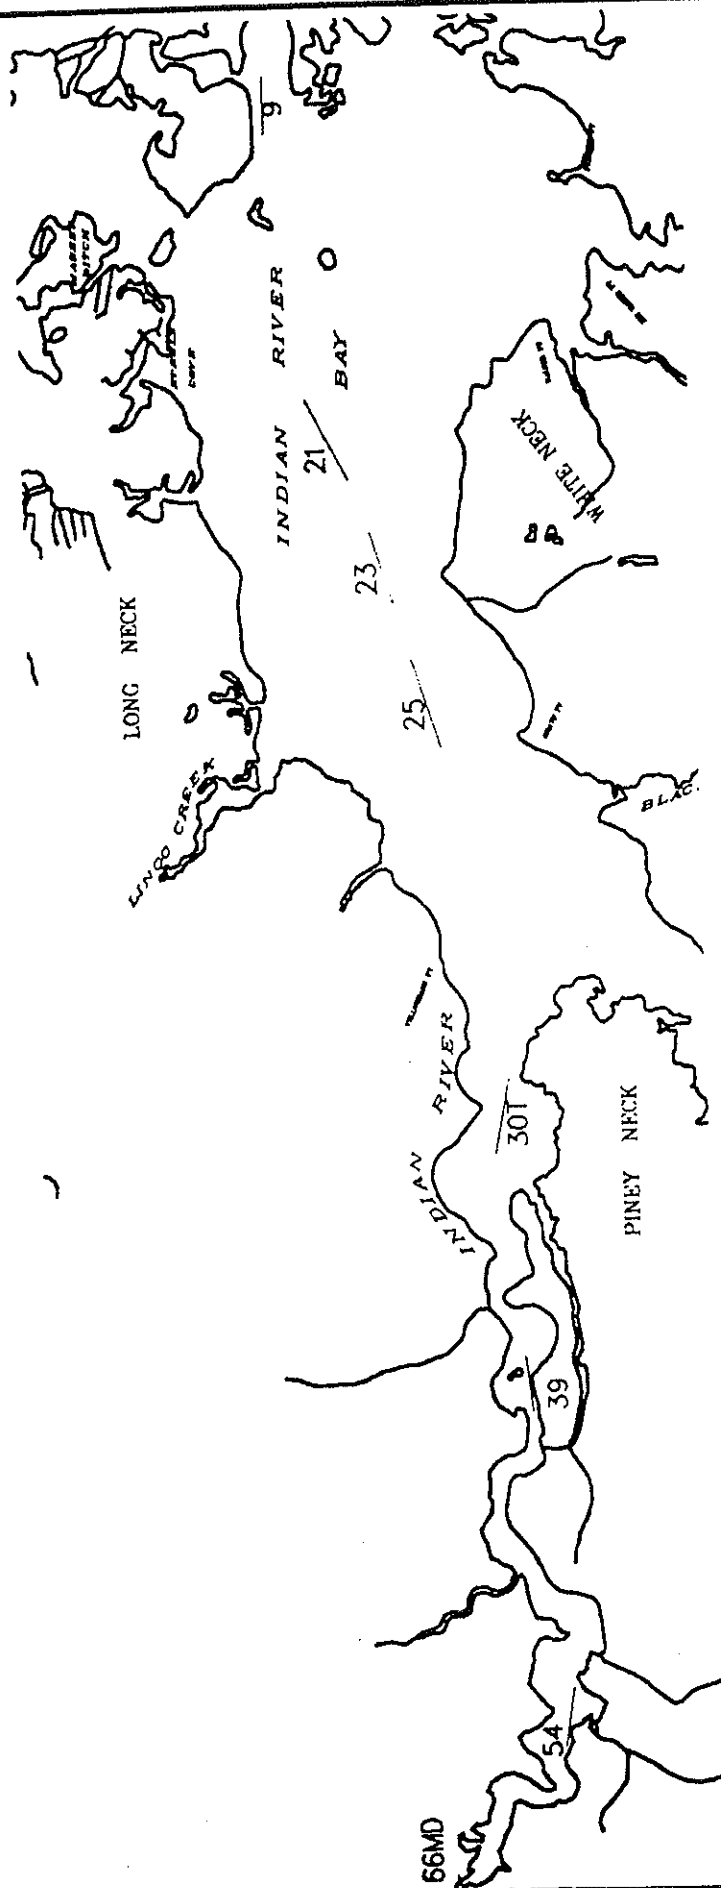 9
INDIAN RIVER
BAY
21
23
25
LONG NECK
LINGO CREEK
WHITE NECK
BLAC
INDIAN RIVER
30T
PINEY NECK
39
54
66MD